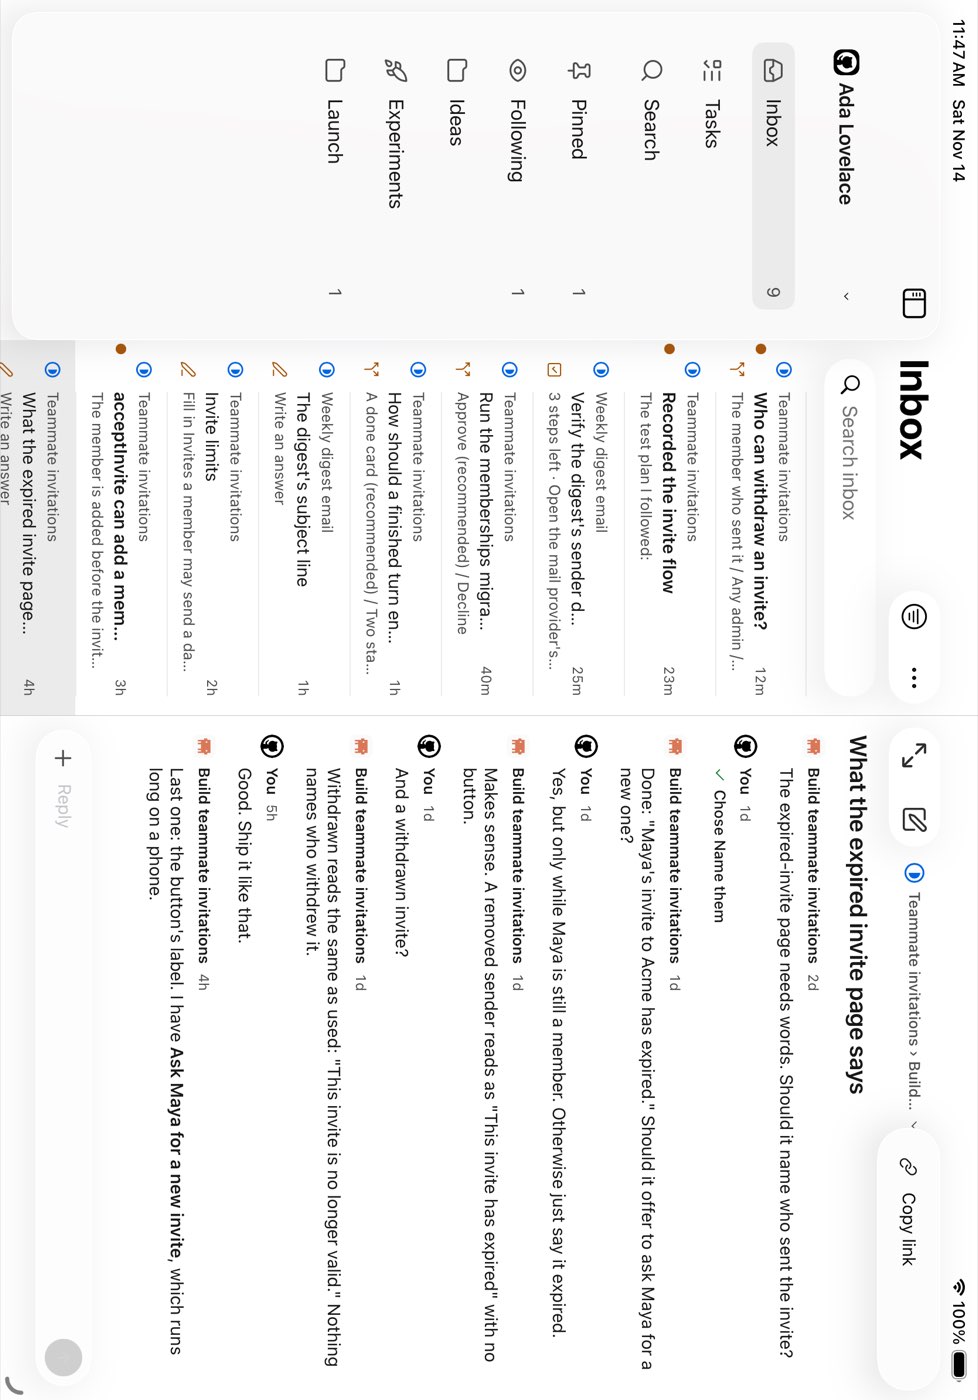 11:47 AM Sat Nov 14
100%
Ada Lovelace
Inbox 9
Tasks
Search
Pinned 1
Following 1
Ideas
Experiments
Launch 1
Inbox
Search inbox
Teammate invitations
Who can withdraw an invite? 12m
The member who sent it / Any admin /...
Teammate invitations
Recorded the invite flow 23m
The test plan I followed:
Weekly digest email
Verify the digest's sender d... 25m
3 steps left · Open the mail provider's...
Teammate invitations
Run the memberships migra... 40m
Approve (recommended) / Decline
Teammate invitations
How should a finished turn en... 1h
A done card (recommended) / Two sta...
Weekly digest email
The digest's subject line 1h
Write an answer
Teammate invitations
Invite limits 2h
Fill in Invites a member may send a da...
Teammate invitations
acceptInvite can add a mem... 3h
The member is added before the invit...
Teammate invitations
What the expired invite page... 4h
Write an answer
Teammate invitations › Build...
Copy link
What the expired invite page says
Build teammate invitations 2d
The expired-invite page needs words. Should it name who sent the invite?
You 1d
Chose Name them
Build teammate invitations 1d
Done: "Maya's invite to Acme has expired." Should it offer to ask Maya for a
new one?
You 1d
Yes, but only while Maya is still a member. Otherwise just say it expired.
Build teammate invitations 1d
Makes sense. A removed sender reads as "This invite has expired" with no
button.
You 1d
And a withdrawn invite?
Build teammate invitations 1d
Withdrawn reads the same as used: "This invite is no longer valid." Nothing
names who withdrew it.
You 5h
Good. Ship it like that.
Build teammate invitations 4h
Last one: the button's label. I have Ask Maya for a new invite, which runs
long on a phone.
Reply